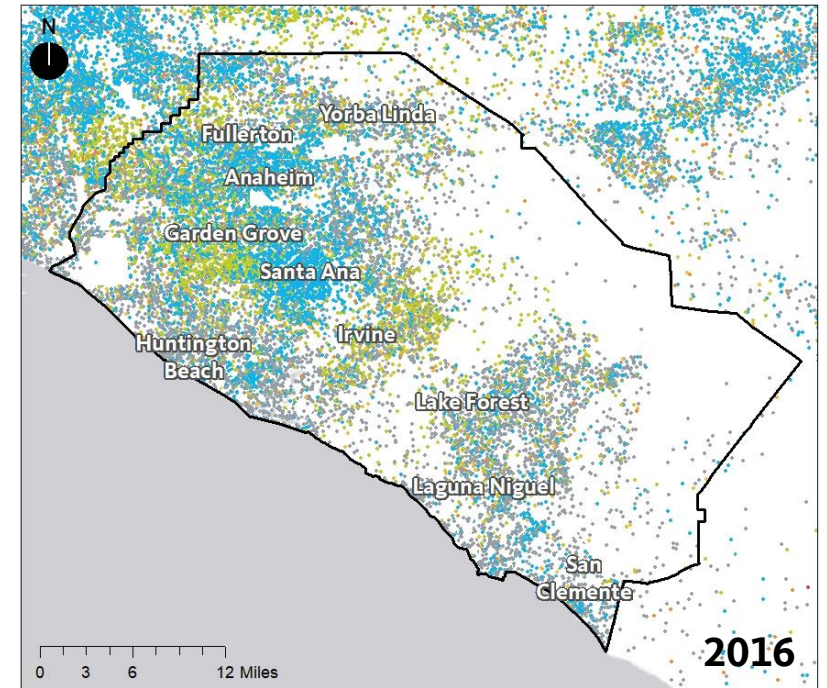 N
Yorba Linda
Fullerton
Anaheim
Garden Grove
Santa Ana
Irvine
Huntington
Beach
Lake Forest
Laguna Niguel
San
Clemente
2016
0 3 6 12 Miles